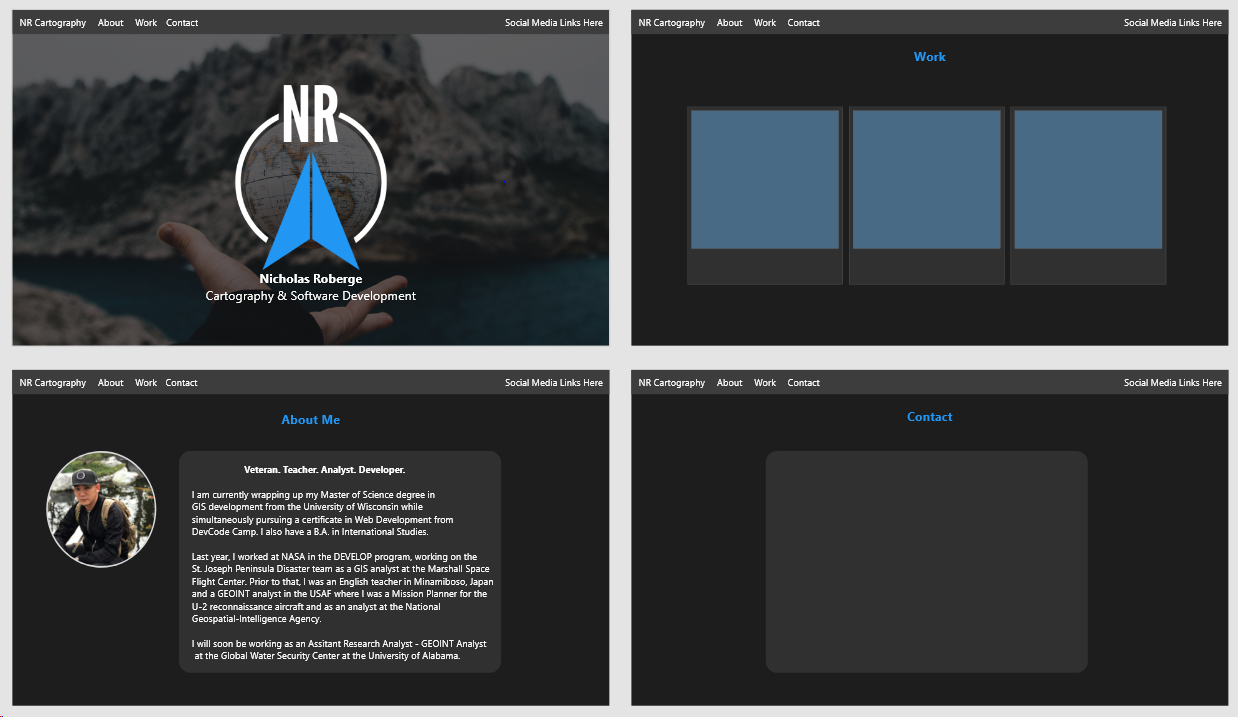 NR Cartography About Work Contact Social Media Links Here
NR
Nicholas Roberge
Cartography & Software Development
NR Cartography About Work Contact Social Media Links Here
Work
NR Cartography About Work Contact Social Media Links Here
About Me
Veteran. Teacher. Analyst. Developer.
I am currently wrapping up my Master of Science degree in
GIS development from the University of Wisconsin while
simultaneously pursuing a certificate in Web Development from
DevCode Camp. I also have a B.A. in International Studies.
Last year, I worked at NASA in the DEVELOP program, working on the
St. Joseph Peninsula Disaster team as a GIS analyst at the Marshall Space
Flight Center. Prior to that, I was an English teacher in Minamiboso, Japan
and a GEOINT analyst in the USAF where I was a Mission Planner for the
U-2 reconnaissance aircraft and as an analyst at the National
Geospatial-Intelligence Agency.
I will soon be working as an Assitant Research Analyst - GEOINT Analyst
at the Global Water Security Center at the University of Alabama.
NR Cartography About Work Contact Social Media Links Here
Contact